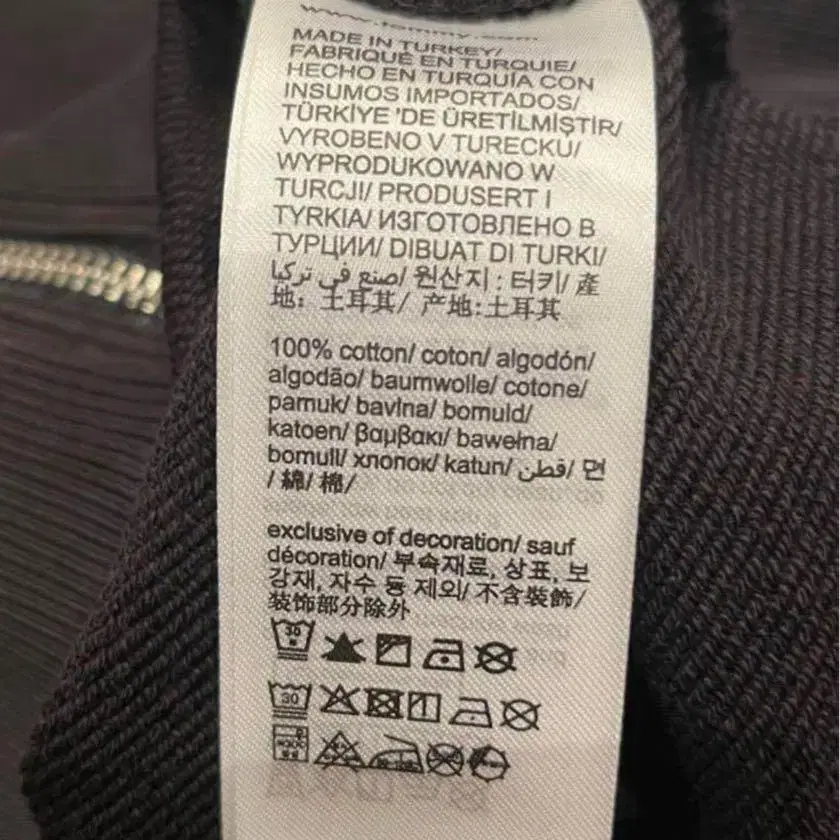 www.tommy.com
MADE IN TURKEY/
FABRIQUÉ EN TURQUIE/
HECHO EN TURQUÍA CON
INSUMOS IMPORTADOS/
TÜRKİYE 'DE ÜRETİLMİŞTİR/
VYROBENO V TURECKU/
WYPRODUKOWANO W
TURCJI/ PRODUSERT I
TYRKIA/ ИЗГОТОВЛЕНО В
ТУРЦИИ/ DIBUAT DI TURKI/
صنع في تركيا/ 원산지 : 터키/ 產
地: 土耳其/ 产地:土耳其
100% cotton/ coton/ algodón/
algodão/ baumwolle/ cotone/
pamuk/ bavlna/ bomuld/
katoen/ βαμβακι/ bawełna/
bomull/ хлопок/ katun/ قطن/ 면
/ 綿/ 棉/
exclusive of decoration/ sauf
décoration/ 부속재료, 상표, 보
강재, 자수 등 제외/ 不含裝飾/
装饰部分除外
30
30